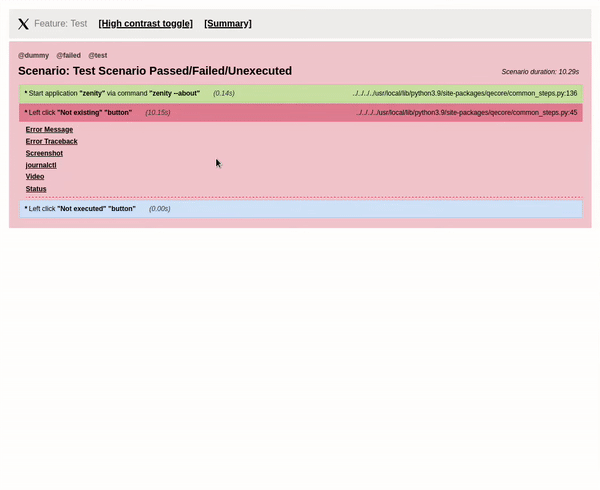 Feature: Test [High contrast toggle] [Summary]
@dummy @failed @test
Scenario: Test Scenario Passed/Failed/Unexecuted Scenario duration: 10.29s
* Start application "zenity" via command "zenity --about" (0.14s) ../../../../usr/local/lib/python3.9/site-packages/qecore/common_steps.py:136
* Left click "Not existing" "button" (10.15s) ../../../../usr/local/lib/python3.9/site-packages/qecore/common_steps.py:45
Error Message
Error Traceback
Screenshot
journalctl
Video
Status
* Left click "Not executed" "button" (0.00s)